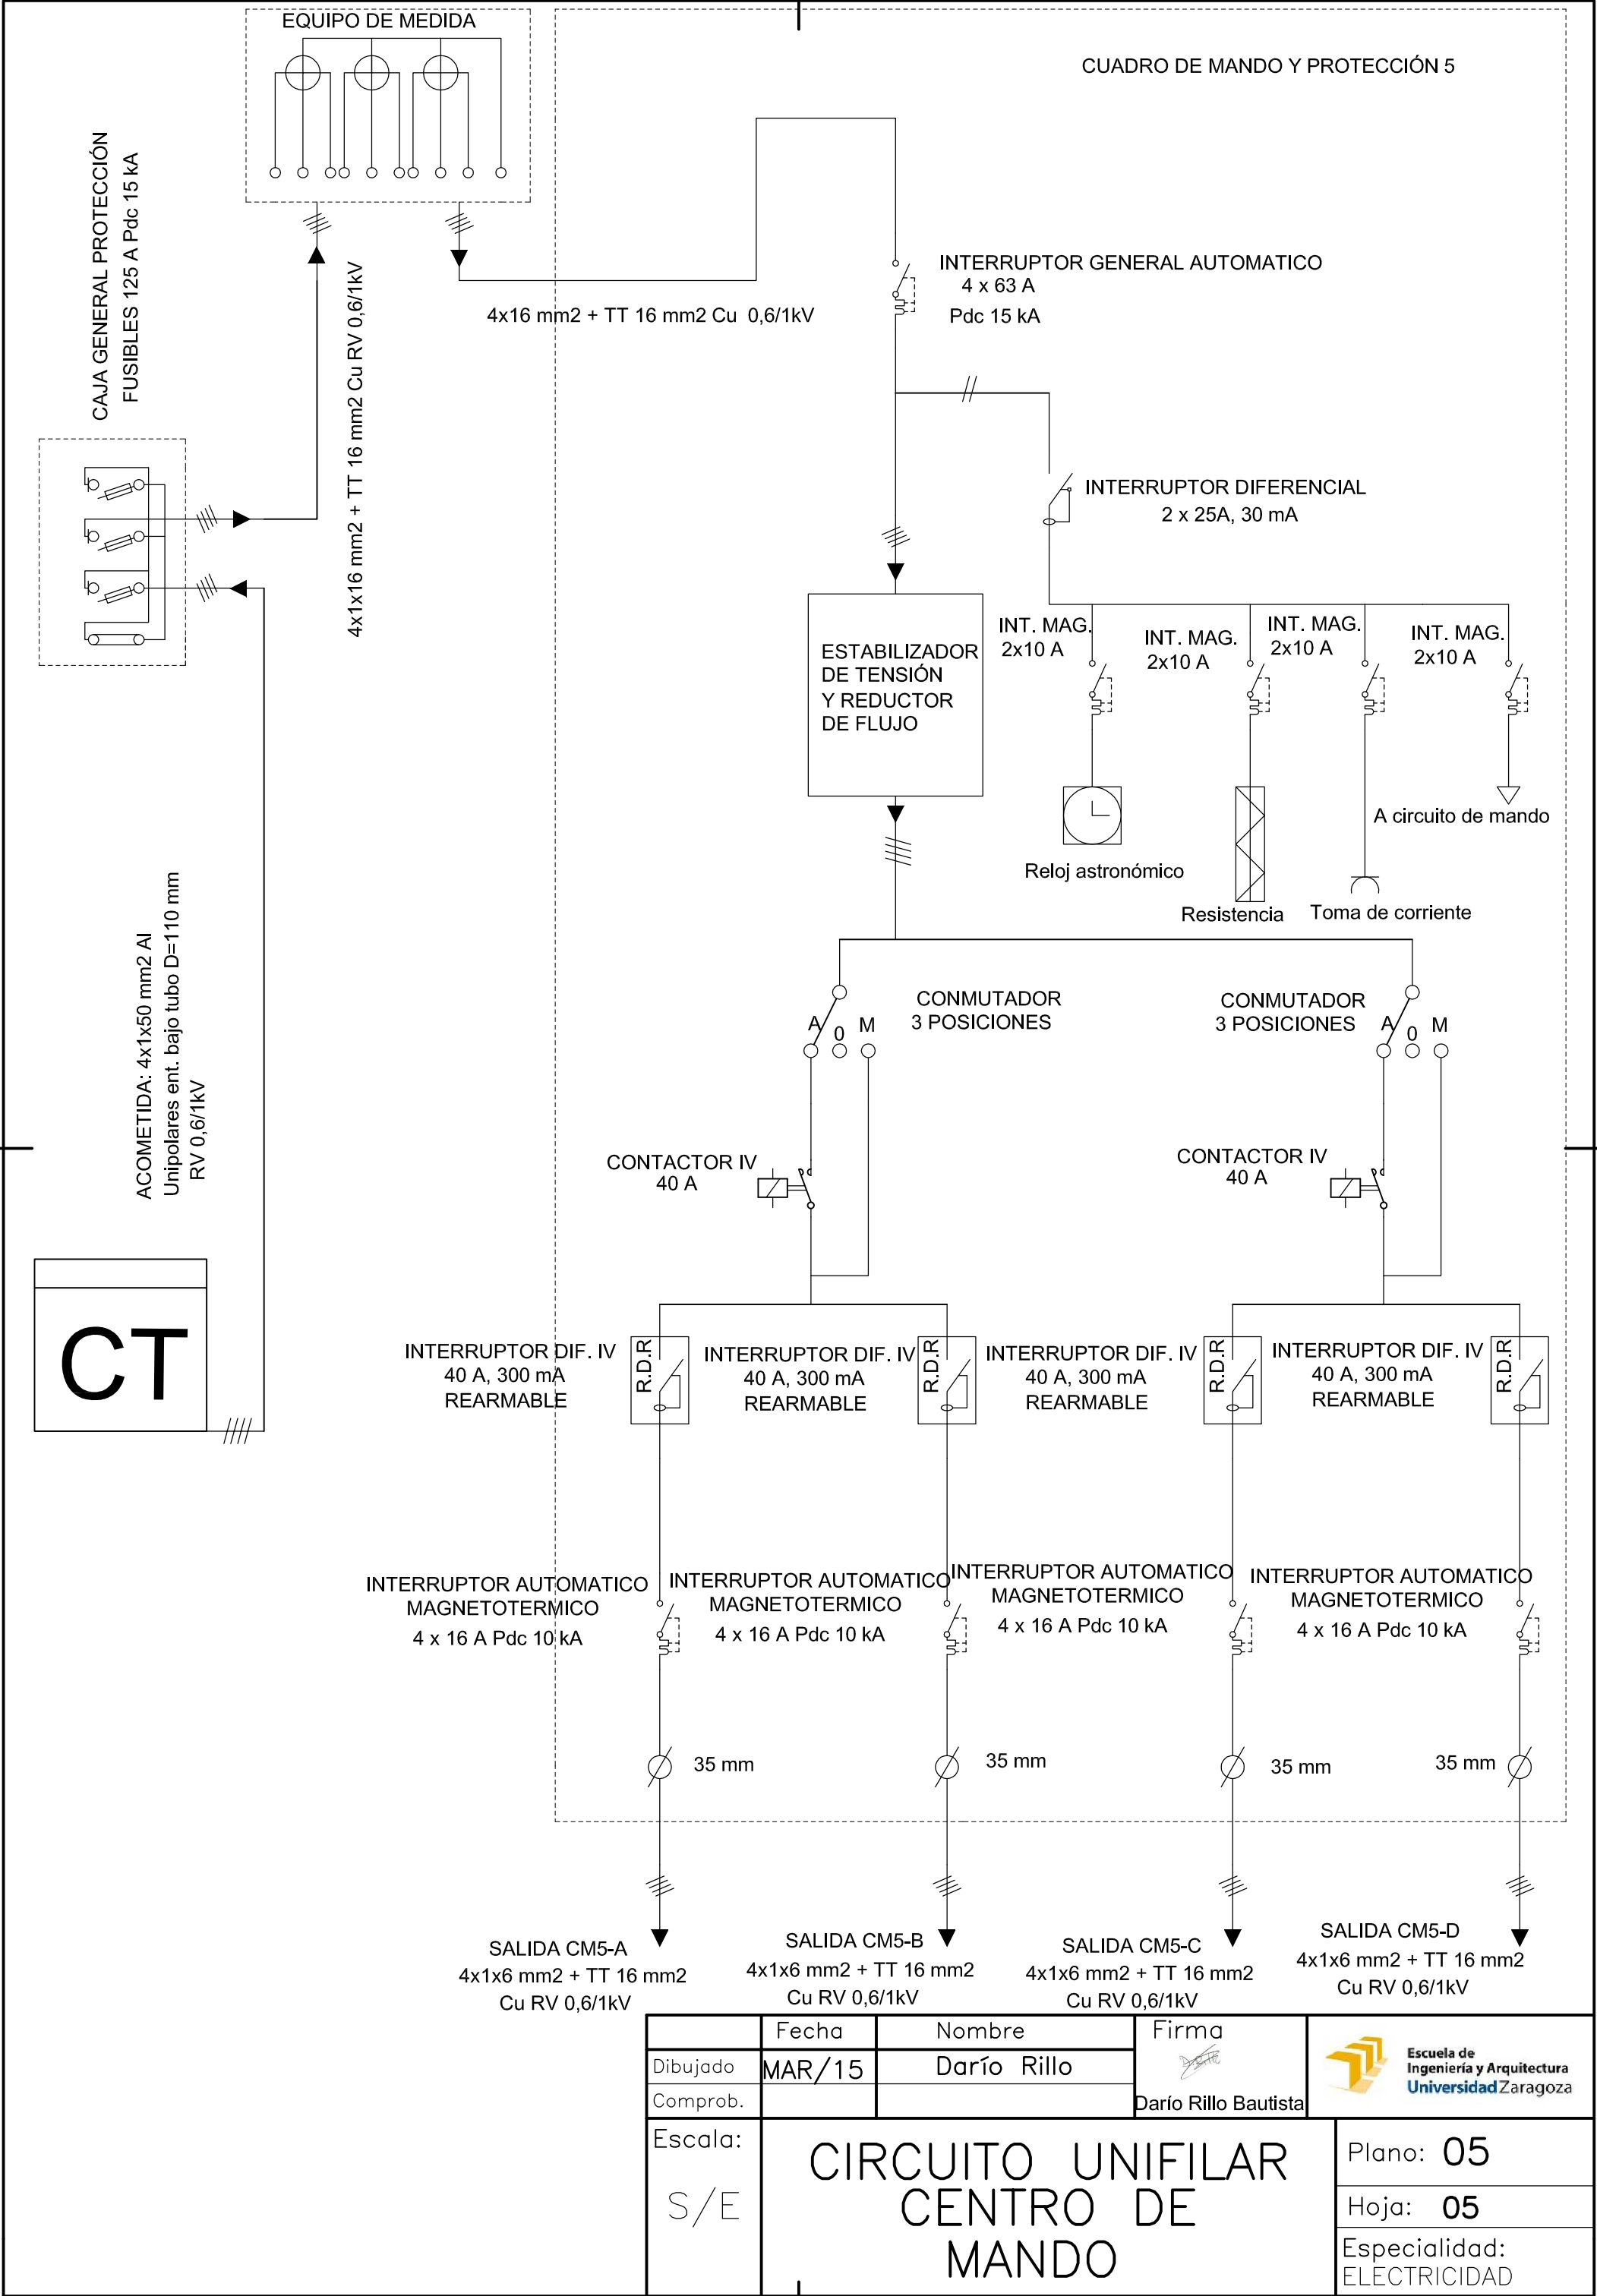 EQUIPO DE MEDIDA
CUADRO DE MANDO Y PROTECCIÓN 5
CAJA GENERAL PROTECCIÓN
FUSIBLES 125 A Pdc 15 kA
4x1x16 mm2 + TT 16 mm2 Cu RV 0,6/1kV
4x16 mm2 + TT 16 mm2 Cu 0,6/1kV
INTERRUPTOR GENERAL AUTOMATICO
4 x 63 A
Pdc 15 kA
INTERRUPTOR DIFERENCIAL
2 x 25A, 30 mA
ESTABILIZADOR
DE TENSIÓN
Y REDUCTOR
DE FLUJO
INT. MAG.
2x10 A
INT. MAG.
2x10 A
INT. MAG.
2x10 A
INT. MAG.
2x10 A
Reloj astronómico
Resistencia
Toma de corriente
A circuito de mando
ACOMETIDA: 4x1x50 mm2 Al
Unipolares ent. bajo tubo D=110 mm
RV 0,6/1kV
CT
A 0 M
CONMUTADOR
3 POSICIONES
CONMUTADOR
3 POSICIONES
A 0 M
CONTACTOR IV
40 A
CONTACTOR IV
40 A
INTERRUPTOR DIF. IV
40 A, 300 mA
REARMABLE
R.D.R
INTERRUPTOR DIF. IV
40 A, 300 mA
REARMABLE
R.D.R
INTERRUPTOR DIF. IV
40 A, 300 mA
REARMABLE
R.D.R
INTERRUPTOR DIF. IV
40 A, 300 mA
REARMABLE
R.D.R
INTERRUPTOR AUTOMATICO
MAGNETOTERMICO
4 x 16 A Pdc 10 kA
INTERRUPTOR AUTOMATICO
MAGNETOTERMICO
4 x 16 A Pdc 10 kA
INTERRUPTOR AUTOMATICO
MAGNETOTERMICO
4 x 16 A Pdc 10 kA
INTERRUPTOR AUTOMATICO
MAGNETOTERMICO
4 x 16 A Pdc 10 kA
35 mm
35 mm
35 mm
35 mm
SALIDA CM5-A
4x1x6 mm2 + TT 16 mm2
Cu RV 0,6/1kV
SALIDA CM5-B
4x1x6 mm2 + TT 16 mm2
Cu RV 0,6/1kV
SALIDA CM5-C
4x1x6 mm2 + TT 16 mm2
Cu RV 0,6/1kV
SALIDA CM5-D
4x1x6 mm2 + TT 16 mm2
Cu RV 0,6/1kV
Fecha
Nombre
Firma
Dibujado
MAR/15
Darío Rillo
Comprob.
Darío Rillo Bautista
Escuela de
Ingeniería y Arquitectura
Universidad Zaragoza
Escala:
S/E
CIRCUITO UNIFILAR
CENTRO DE
MANDO
Plano: 05
Hoja: 05
Especialidad:
ELECTRICIDAD